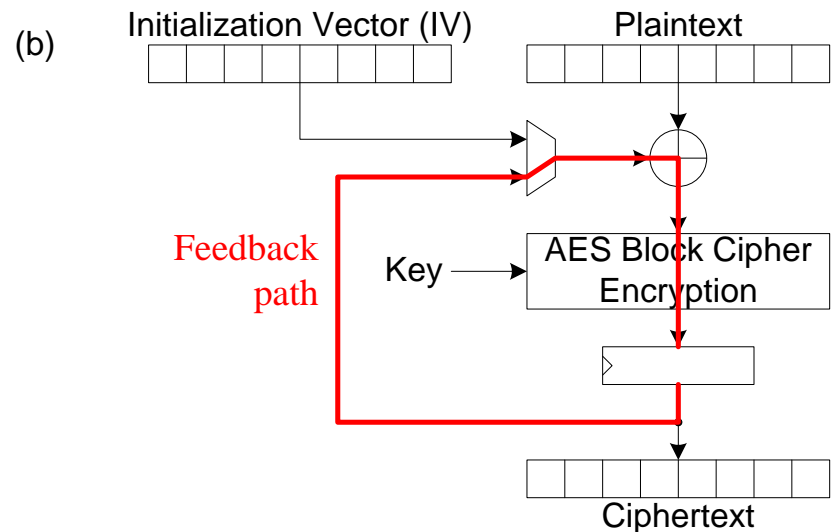 (b)
Initialization Vector (IV)
Plaintext
Feedback
path
Key
AES Block Cipher
Encryption
Ciphertext